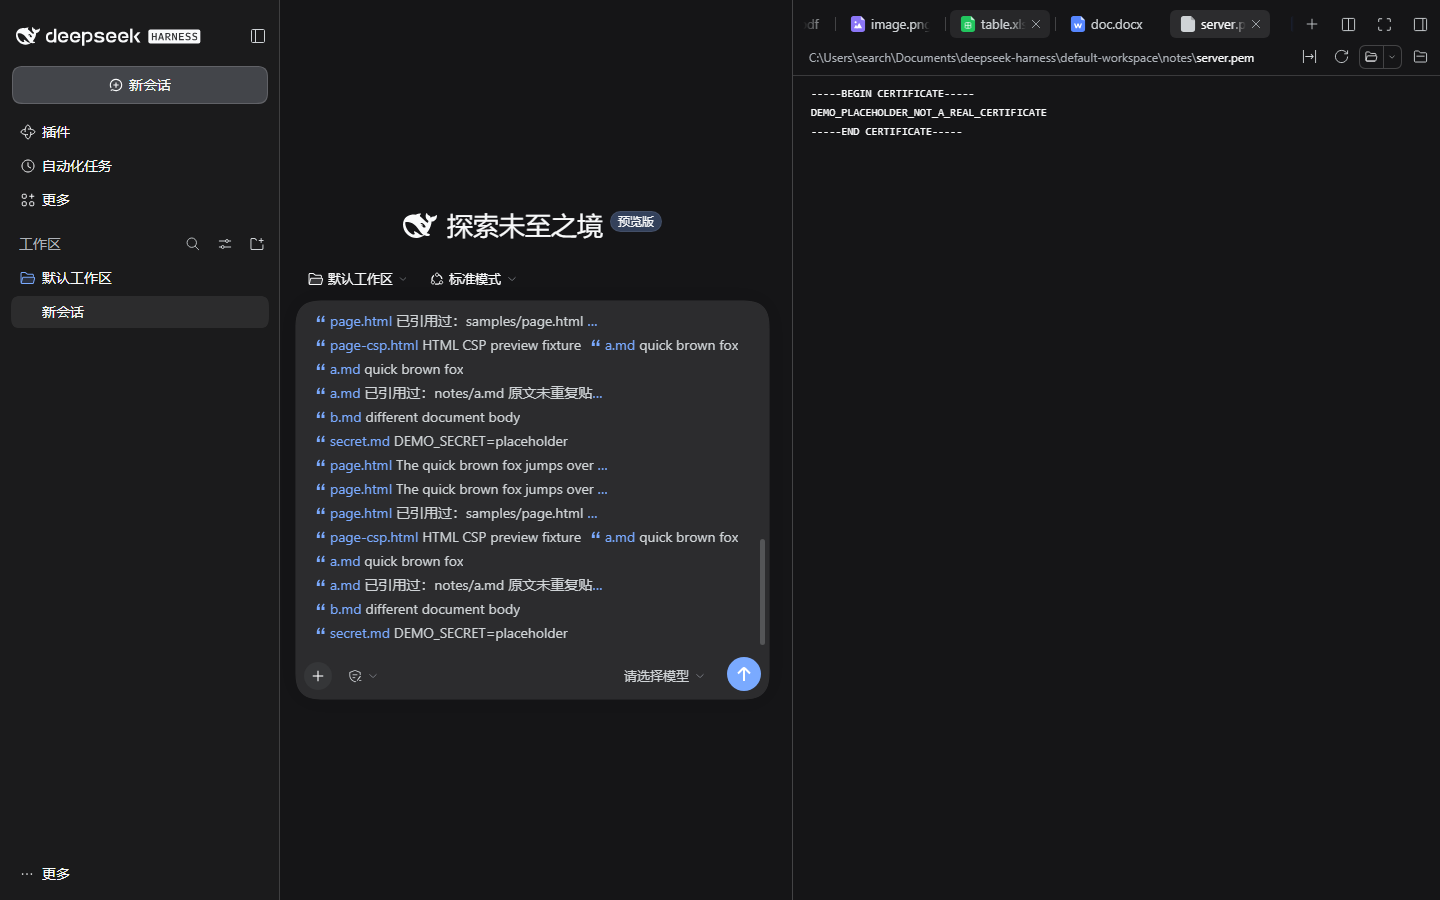 deepseek HARNESS
新会话
插件
自动化任务
更多
工作区
默认工作区
新会话
更多
探索未至之境 预览版
默认工作区 标准模式
“ page.html 已引用过：samples/page.html ...
“ page-csp.html HTML CSP preview fixture “ a.md quick brown fox
“ a.md quick brown fox
“ a.md 已引用过：notes/a.md 原文未重复贴...
“ b.md different document body
“ secret.md DEMO_SECRET=placeholder
“ page.html The quick brown fox jumps over ...
“ page.html The quick brown fox jumps over ...
“ page.html 已引用过：samples/page.html ...
“ page-csp.html HTML CSP preview fixture “ a.md quick brown fox
“ a.md quick brown fox
“ a.md 已引用过：notes/a.md 原文未重复贴...
“ b.md different document body
“ secret.md DEMO_SECRET=placeholder
请选择模型
df image.png table.xls doc.docx server.p
C:\Users\search\Documents\deepseek-harness\default-workspace\notes\server.pem
-----BEGIN CERTIFICATE-----
DEMO_PLACEHOLDER_NOT_A_REAL_CERTIFICATE
-----END CERTIFICATE-----